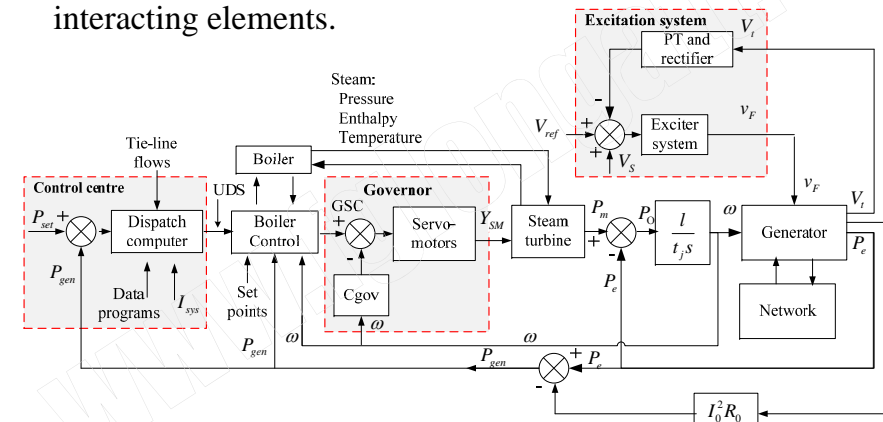 interacting elements.
Excitation system
PT and
rectifier
V_t
-
V_ref
+
+
V_S
Exciter
system
v_F
v_F
Steam:
Pressure
Enthalpy
Temperature
Tie-line
flows
Boiler
Control centre
P_set
+
-
P_gen
Dispatch
computer
UDS
Boiler
Control
Data
programs
I_sys
Set
points
Governor
GSC
+
-
Servo-
motors
Y_SM
Cgov
ω
Steam
turbine
P_m
+
-
P_e
P_O
l
t_j s
ω
Generator
V_t
P_e
Network
P_gen
ω
P_gen
+
-
P_e
I_0^2 R_0